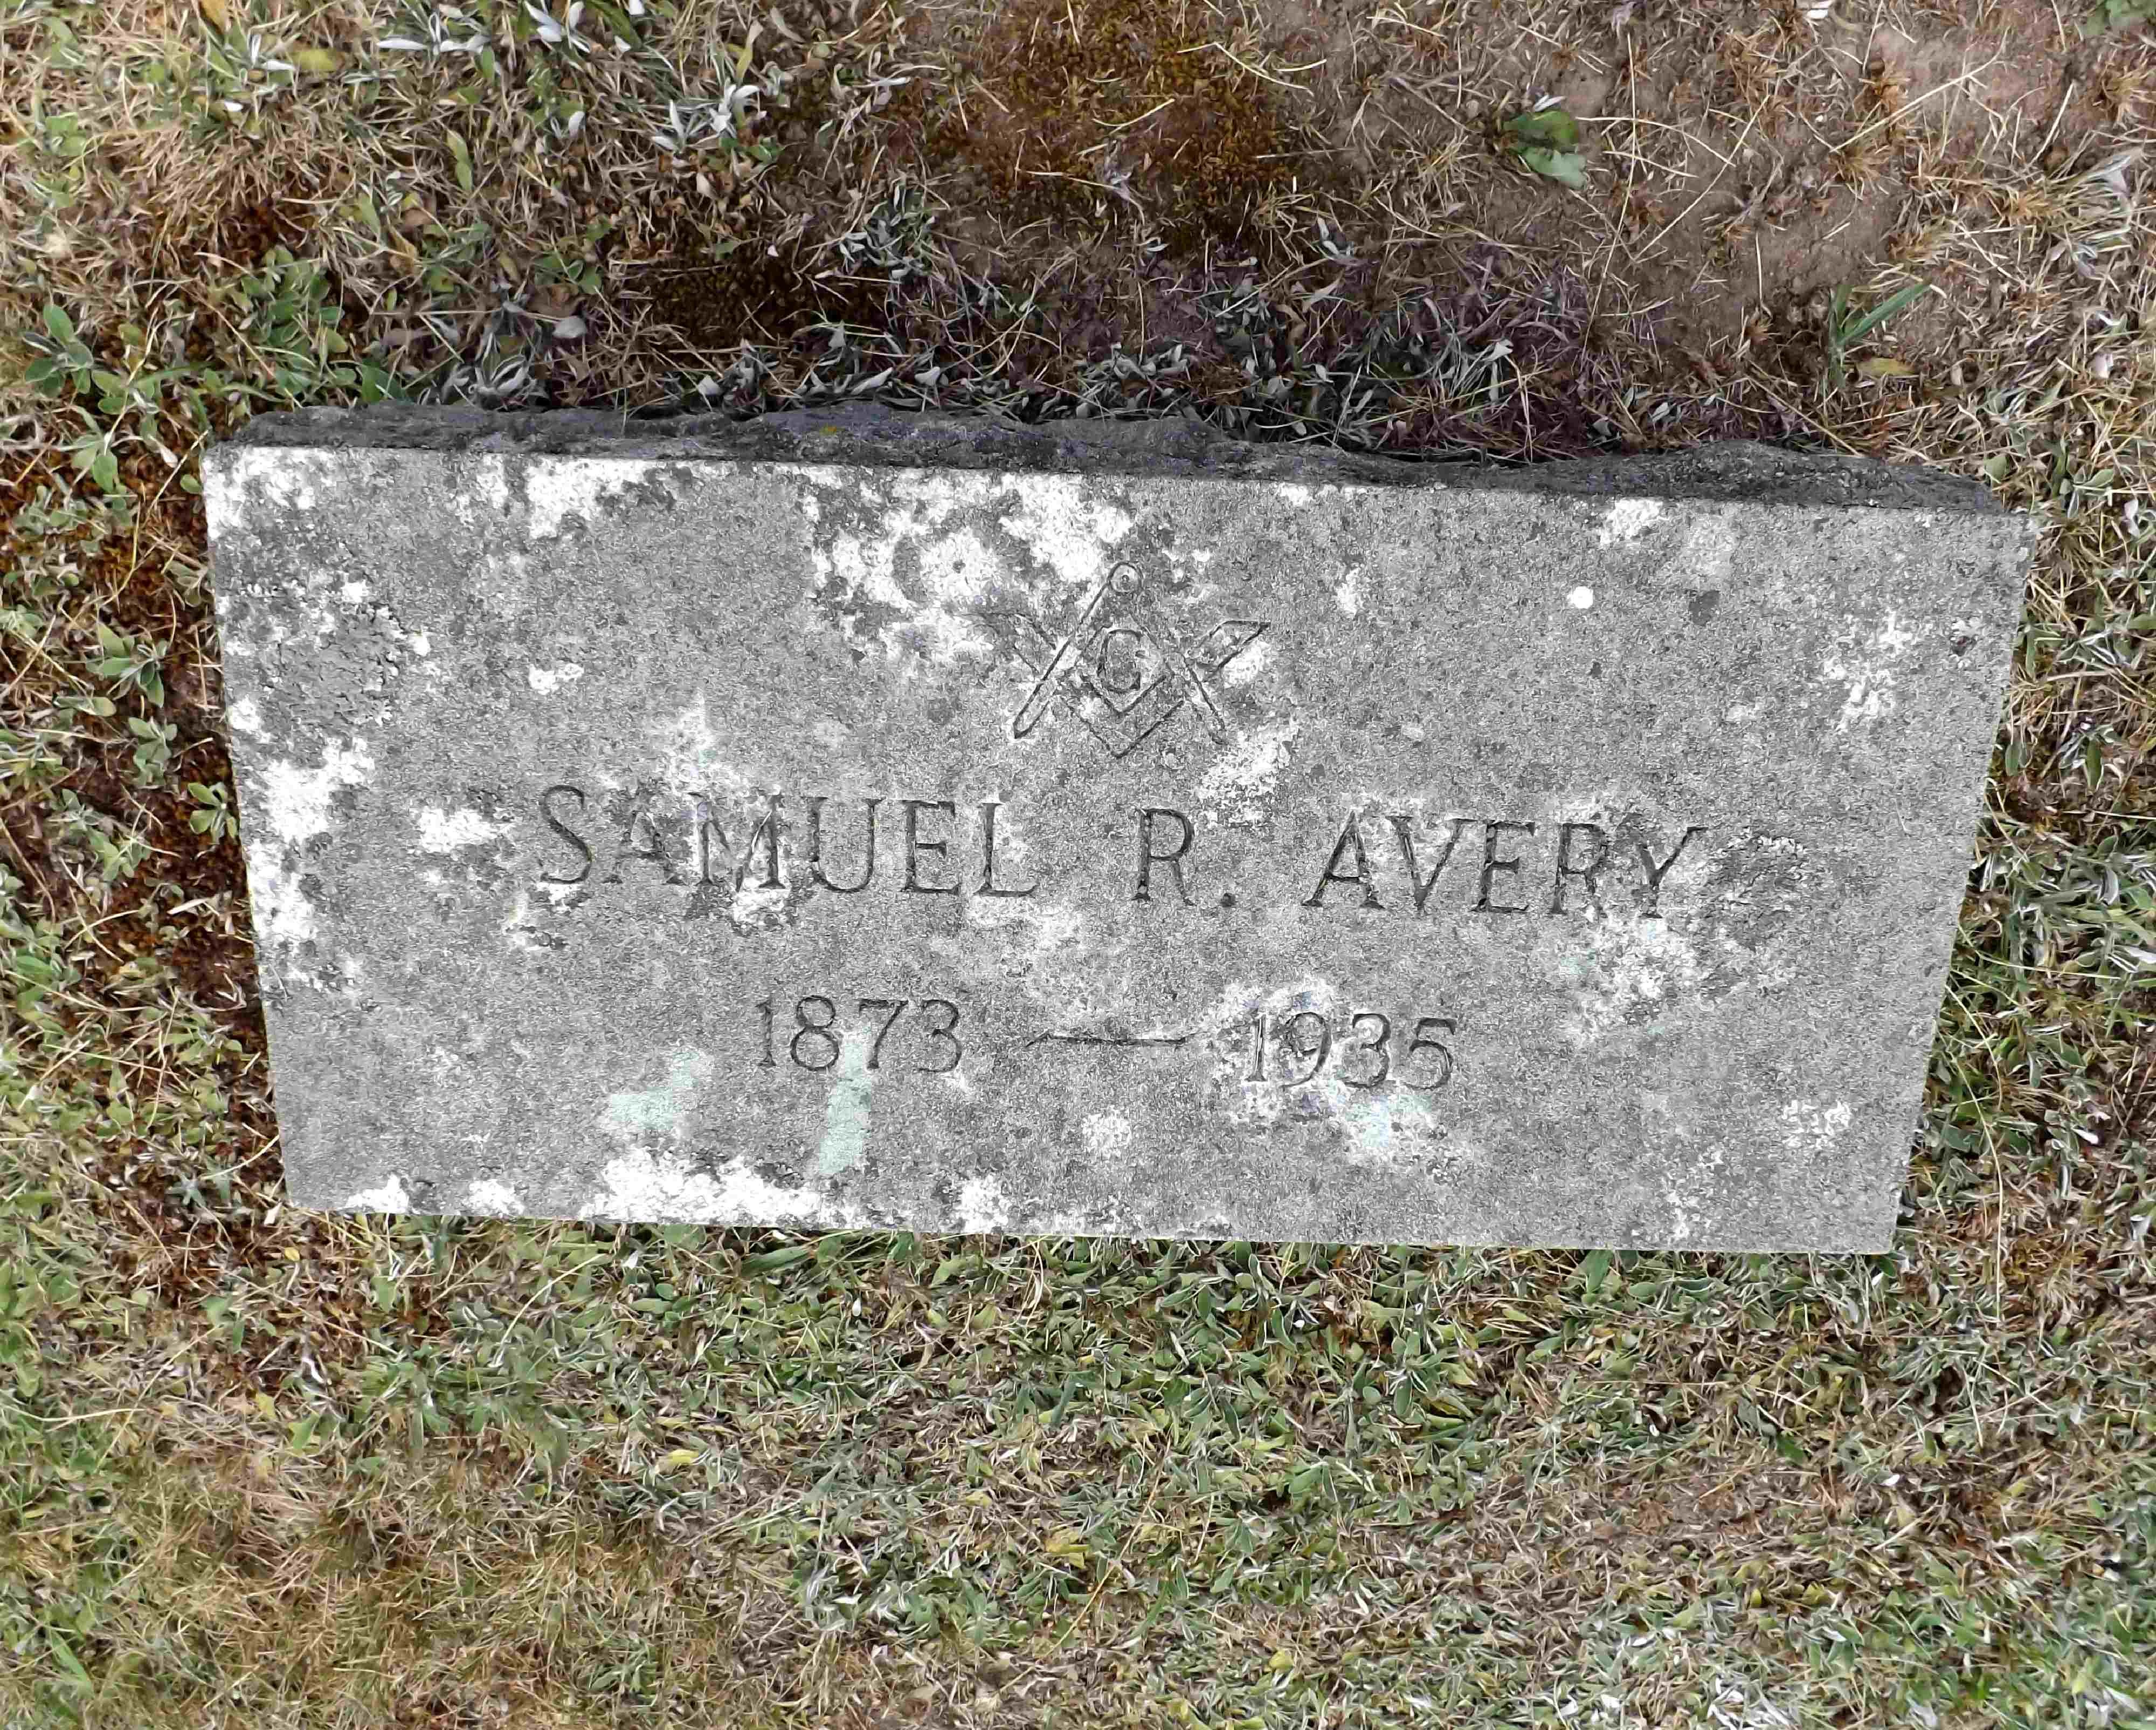 G
SAMUEL R. AVERY
1873 — 1935